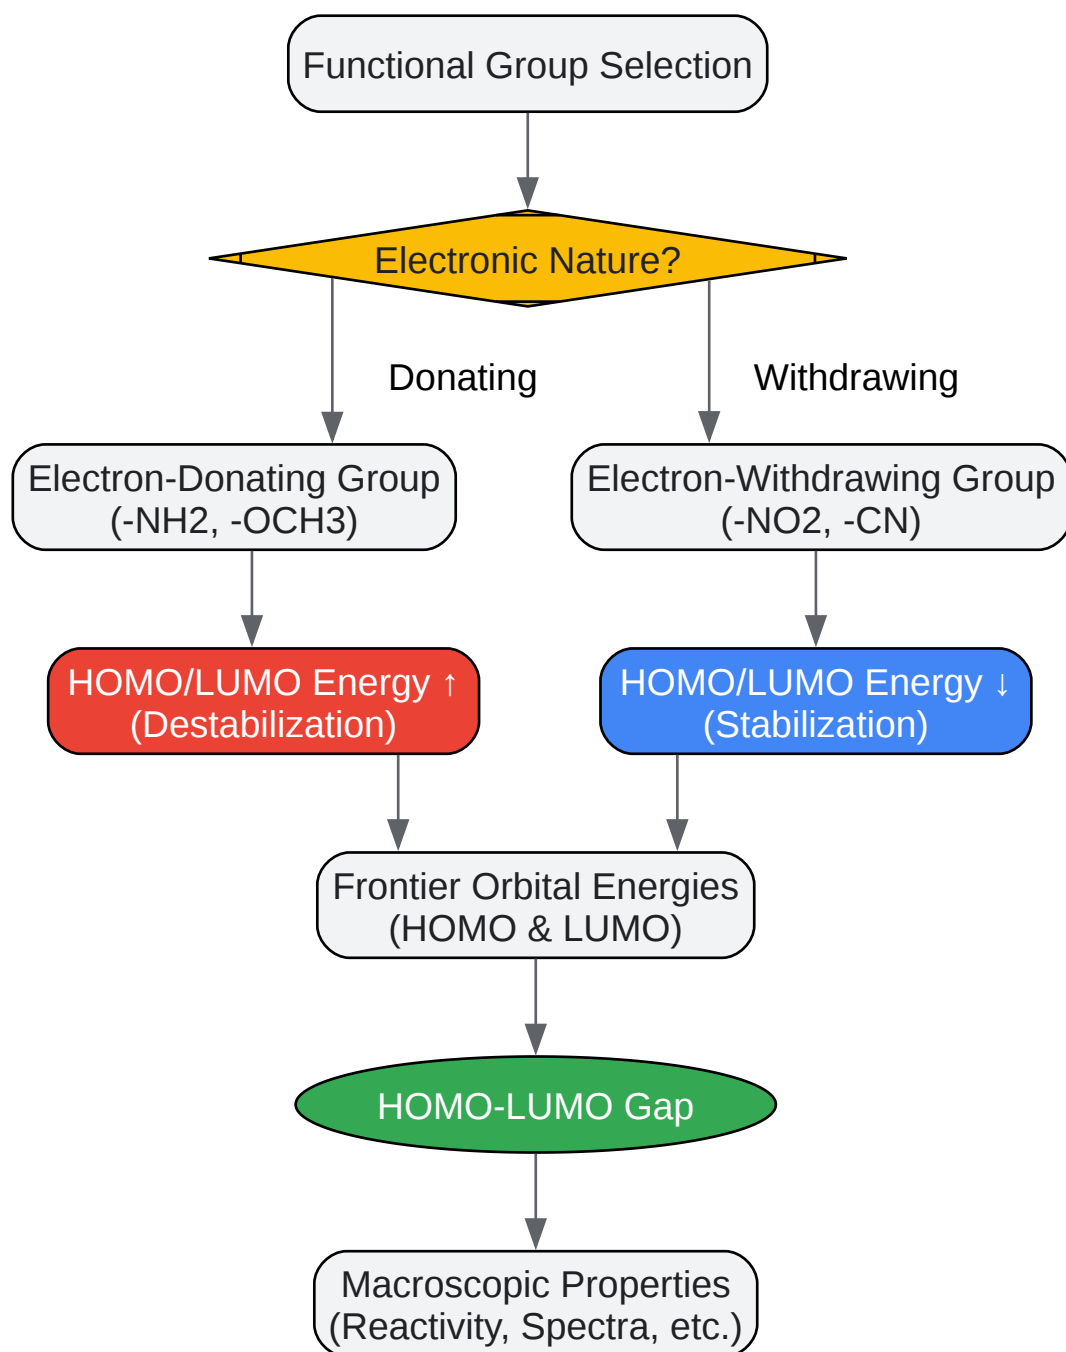 Functional Group Selection
Electronic Nature?
Donating
Withdrawing
Electron-Donating Group
(-NH2, -OCH3)
Electron-Withdrawing Group
(-NO2, -CN)
HOMO/LUMO Energy ↑
(Destabilization)
HOMO/LUMO Energy ↓
(Stabilization)
Frontier Orbital Energies
(HOMO & LUMO)
HOMO-LUMO Gap
Macroscopic Properties
(Reactivity, Spectra, etc.)